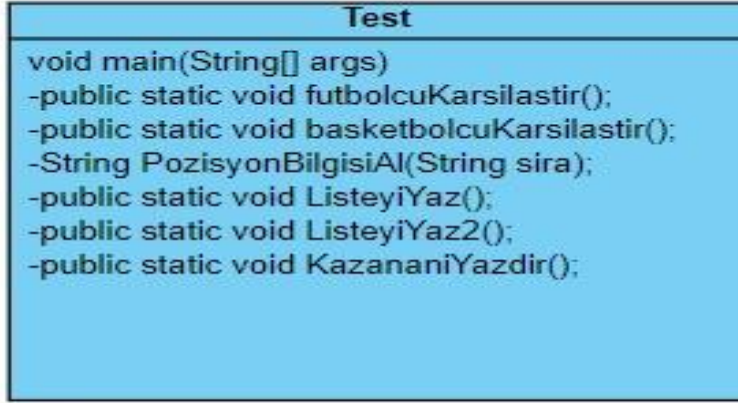 Test
void main(String[] args)
-public static void futbolcuKarsilastir();
-public static void basketbolcuKarsilastir();
-String PozisyonBilgisiAl(String sira);
-public static void ListeyiYaz();
-public static void ListeyiYaz2();
-public static void KazananiYazdir();